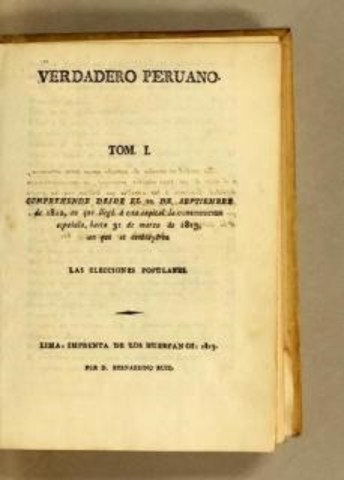 VERDADERO PERUANO.
TOM. I.
COMPREHENDE DESDE EL 22 DE SEPTIEMBRE
de 1812, en que llegó á esta capital la constitucion
española, hasta 31 de marzo de 1813,
en que se
LAS ELECCIONES POPULARES.
LIMA: IMPRENTA DE LOS HUERFANOS: 1813.
POR D. BERNARDINO RUIZ.